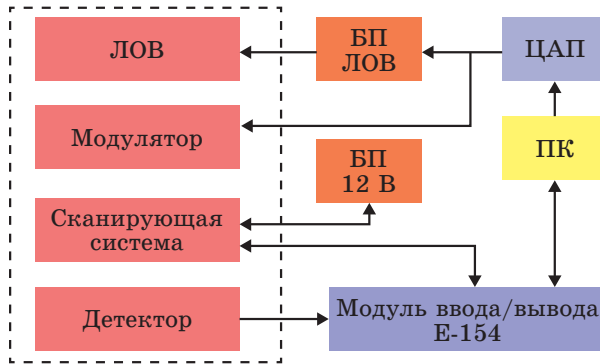 ЛОВ
БП
ЛОВ
ЦАП
Модулятор
БП
12 В
ПК
Сканирующая
система
Детектор
Модуль ввода/вывода
Е-154